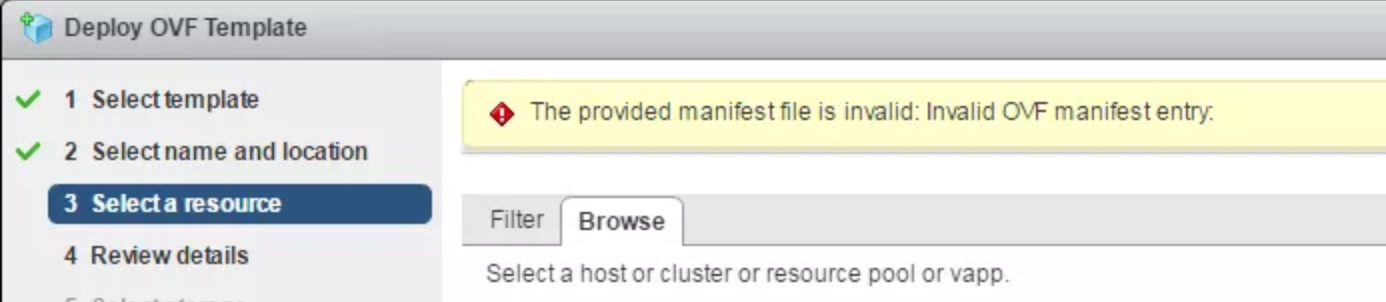 Deploy OVF Template
1 Select template
2 Select name and location
3 Select a resource
4 Review details
The provided manifest file is invalid: Invalid OVF manifest entry:
Filter
Browse
Select a host or cluster or resource pool or vapp.